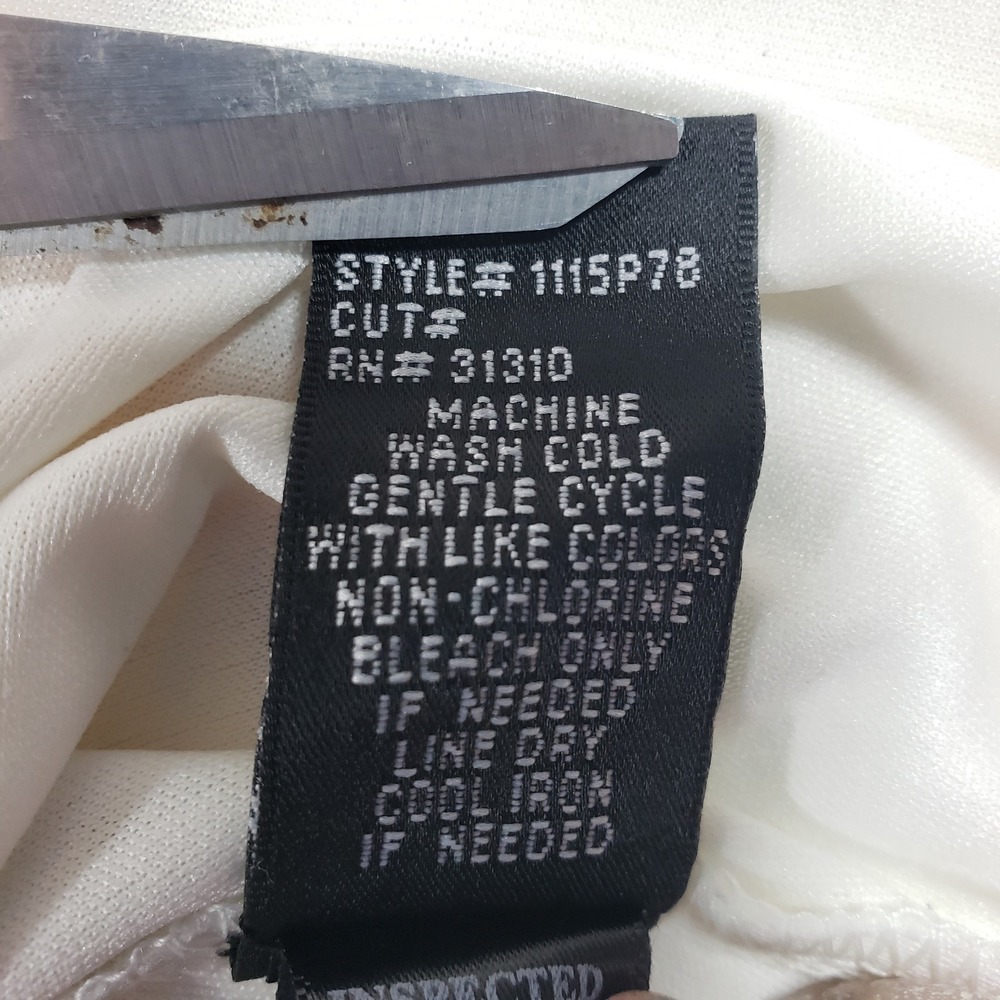 STYLE# 1115P78
CUT#
RN# 31310
MACHINE
WASH COLD
GENTLE CYCLE
WITH LIKE COLORS
NON-CHLORINE
BLEACH ONLY
IF NEEDED
LINE DRY
COOL IRON
IF NEEDED
INSPECTED